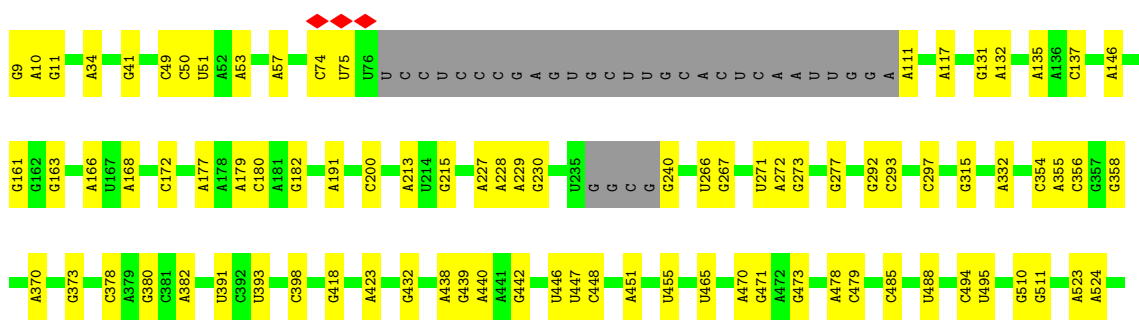 G9 A10 G11 A34 G41 C49 C50 U51 A52 A53 A57 C74 U75 U76 U C C U C C C G A G U G C U U G C A C U C A A U U G G A A111 A117 G131 A132 A135 A136 C137 A146
G161 G162 G163 A166 U167 A168 C172 A177 A178 A179 C180 A181 G182 A191 C200 A213 U214 G215 A227 A228 A229 G230 U235 G G C G G240 U266 G267 U271 A272 G273 G277 G292 C293 C297 G315 A332 C354 A355 C356 G357 G358
A370 G373 C378 A379 G380 C381 A382 U391 C392 U393 C398 G418 A423 G432 A438 G439 A440 A441 G442 U446 U447 C448 A451 U455 U465 A470 G471 A472 G473 A478 C479 C485 U488 C494 U495 G510 G511 A523 A524